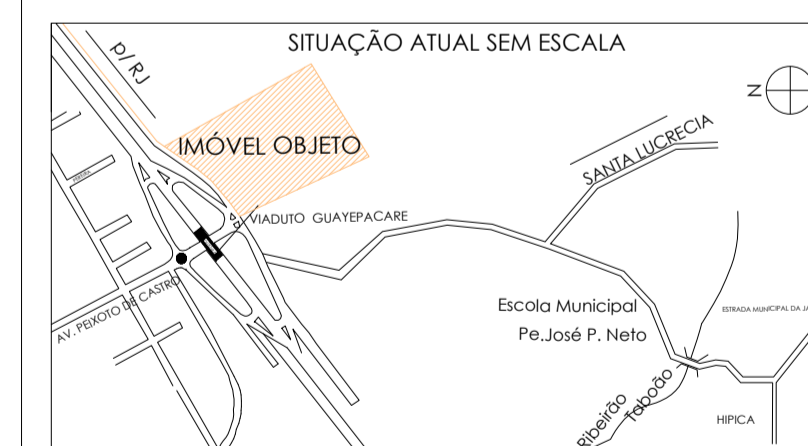 SITUAÇÃO ATUAL SEM ESCALA
p/ RJ
N
IMÓVEL OBJETO
SANTA LUCRECIA
VIADUTO GUAYEPACARE
AV. PEIXOTO DE CASTRO
Escola Municipal
Pe.José P. Neto
ESTRADA MUNICIPAL DA
Ribeirão
Taboão
HIPICA